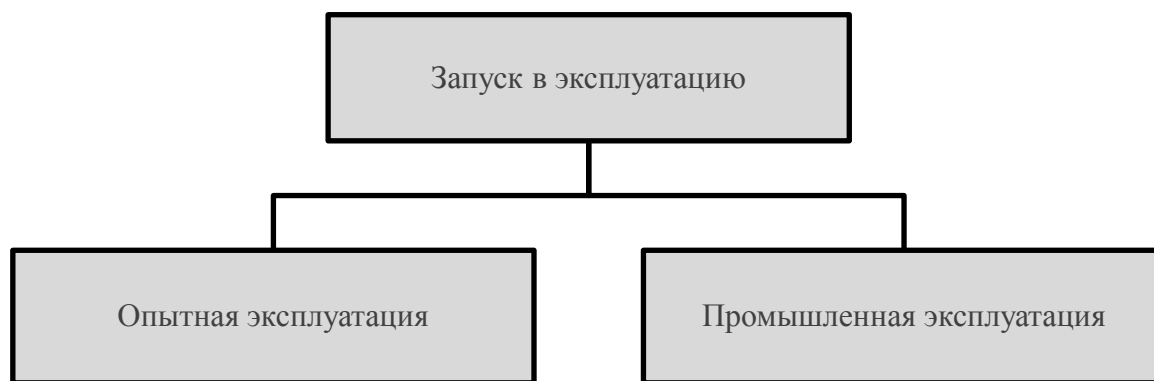 Запуск в эксплуатацию
Опытная эксплуатация
Промышленная эксплуатация